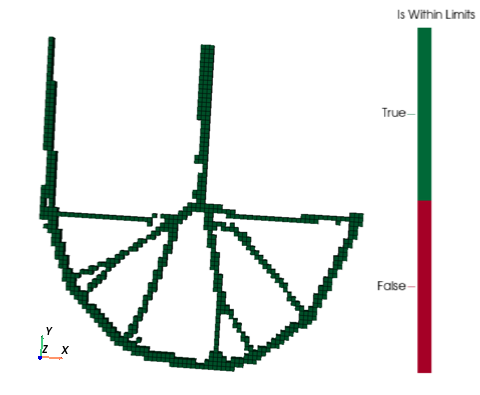 Is Within Limits
True
False
Y
Z X